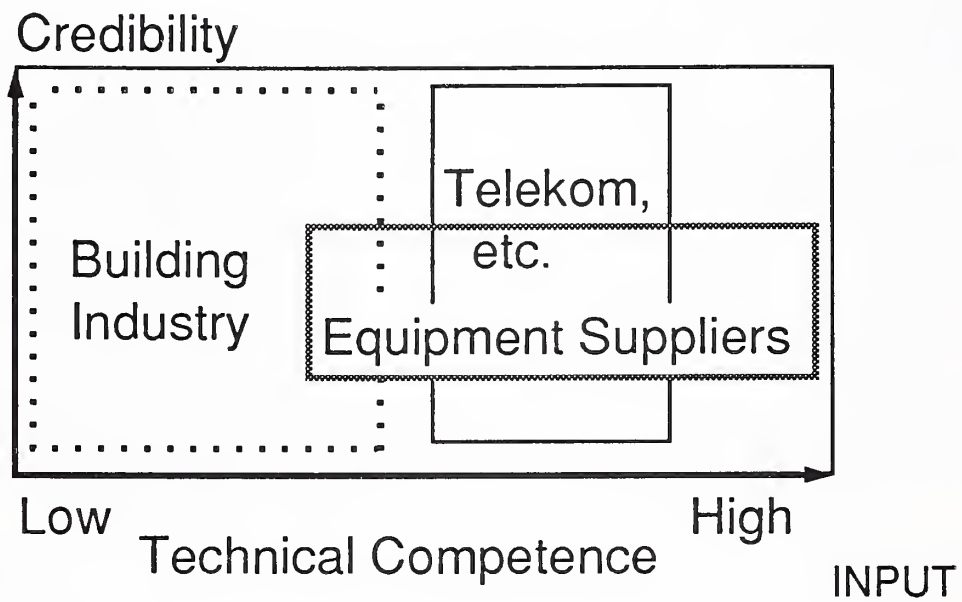 Credibility
Telekom,
etc.
Building
Industry
Equipment Suppliers
Low
High
Technical Competence
INPUT